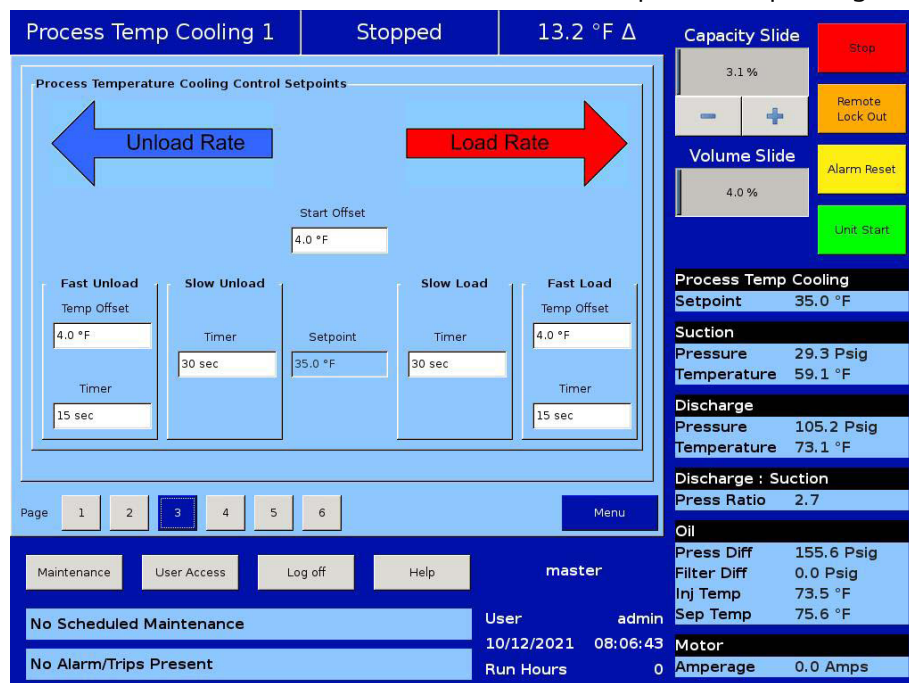 Process Temp Cooling 1
Stopped
13.2 °F Δ
Process Temperature Cooling Control Setpoints
Unload Rate
Load Rate
Start Offset
4.0 °F
Fast Unload
Slow Unload
Slow Load
Fast Load
Temp Offset
Temp Offset
4.0 °F
Timer
Setpoint
Timer
4.0 °F
30 sec
35.0 °F
30 sec
Timer
Timer
15 sec
15 sec
Page 1 2 3 4 5 6
Menu
Maintenance
User Access
Log off
Help
master
No Scheduled Maintenance
User admin
10/12/2021 08:06:43
No Alarm/Trips Present
Run Hours 0
Capacity Slide
3.1 %
Volume Slide
4.0 %
Stop
Remote
Lock Out
Alarm Reset
Unit Start
Process Temp Cooling
Setpoint 35.0 °F
Suction
Pressure 29.3 Psig
Temperature 59.1 °F
Discharge
Pressure 105.2 Psig
Temperature 73.1 °F
Discharge : Suction
Press Ratio 2.7
Oil
Press Diff 155.6 Psig
Filter Diff 0.0 Psig
Inj Temp 73.5 °F
Sep Temp 75.6 °F
Motor
Amperage 0.0 Amps